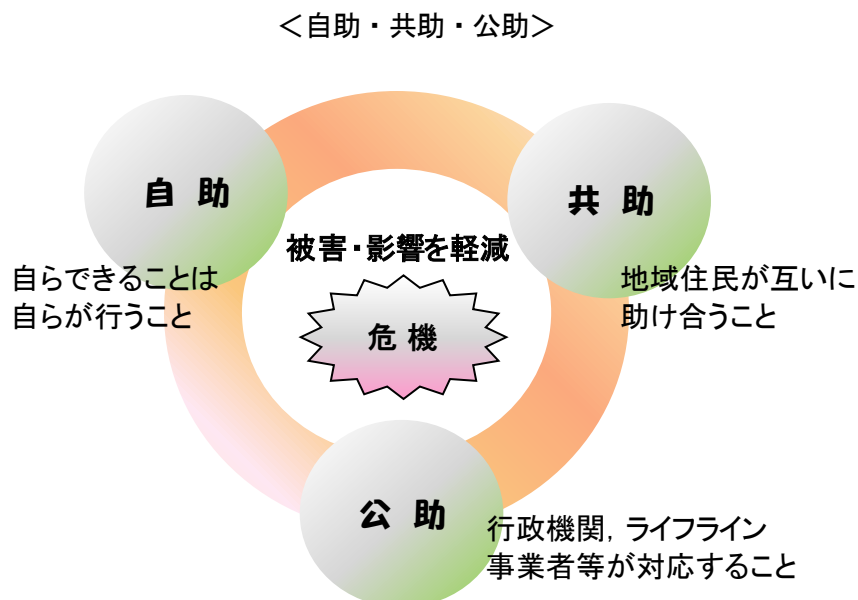 ＜自助・共助・公助＞
自 助
共 助
被害・影響を軽減
自らできることは
自らが行うこと
地域住民が互いに
助け合うこと
危 機
公 助
行政機関，ライフライン
事業者等が対応すること